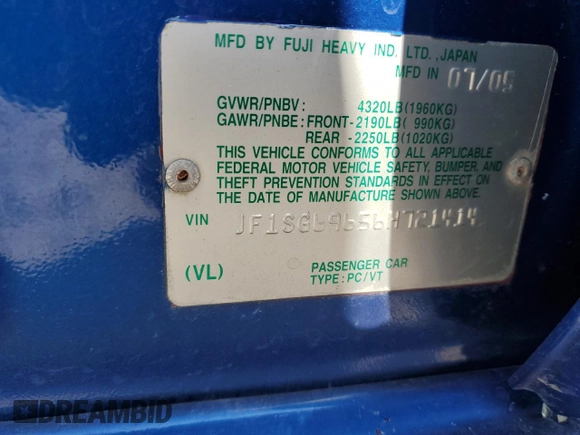 MFD BY FUJI HEAVY IND. LTD.,JAPAN
MFD IN 07/05
GVWR/PNBV: 4320LB(1960KG)
GAWR/PNBE: FRONT-2190LB( 990KG)
REAR -2250LB(1020KG)
THIS VEHICLE CONFORMS TO ALL APPLICABLE
FEDERAL MOTOR VEHICLE SAFETY, BUMPER, AND
THEFT PREVENTION STANDARDS IN EFFECT ON
THE DATE OF MANUFACTURE SHOWN ABOVE.
VIN
(VL) PASSENGER CAR
TYPE: PC/VT
DREAMBID